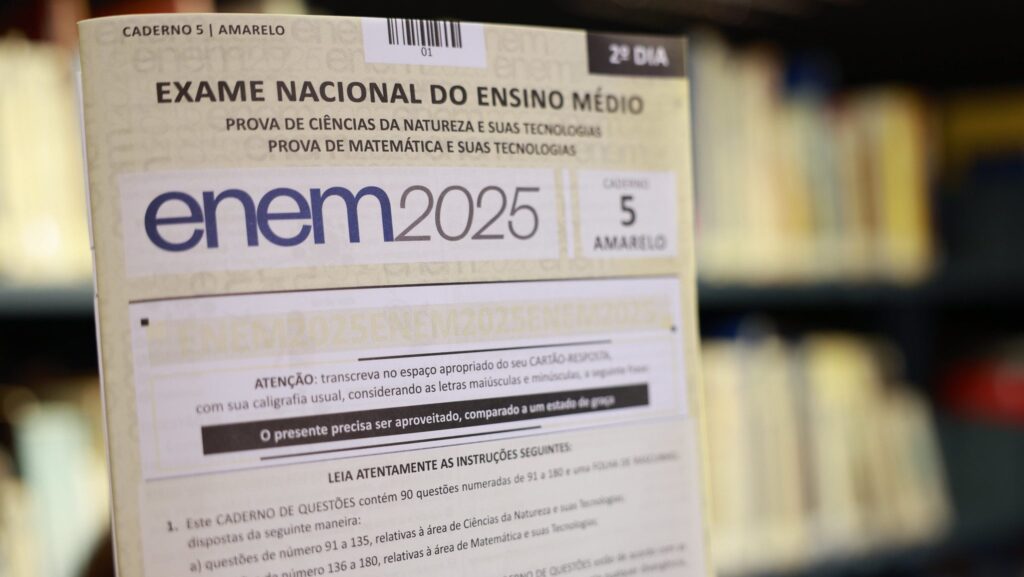 CADERNO 5 | AMARELO
01
2º DIA
EXAME NACIONAL DO ENSINO MÉDIO
PROVA DE CIÊNCIAS DA NATUREZA E SUAS TECNOLOGIAS
PROVA DE MATEMÁTICA E SUAS TECNOLOGIAS
enem2025
CADERNO
5
AMARELO
ENEM2025ENEM2025ENEM2025
ATENÇÃO: transcreva no espaço apropriado do seu CARTÃO-RESPOSTA,
com sua caligrafia usual, considerando as letras maiúsculas e minúsculas, a seguinte frase:
O presente precisa ser aproveitado, comparado a um estado de graça
LEIA ATENTAMENTE AS INSTRUÇÕES SEGUINTES:
1. Este CADERNO DE QUESTÕES contém 90 questões numeradas de 91 a 180 e uma FOLHA DE RASCUNHO,
dispostas da seguinte maneira:
a) questões de número 91 a 135, relativas à área de Ciências da Natureza e suas Tecnologias;
número 136 a 180, relativas à área de Matemática e suas Tecnologias;
CADERNO DE QUESTÕES